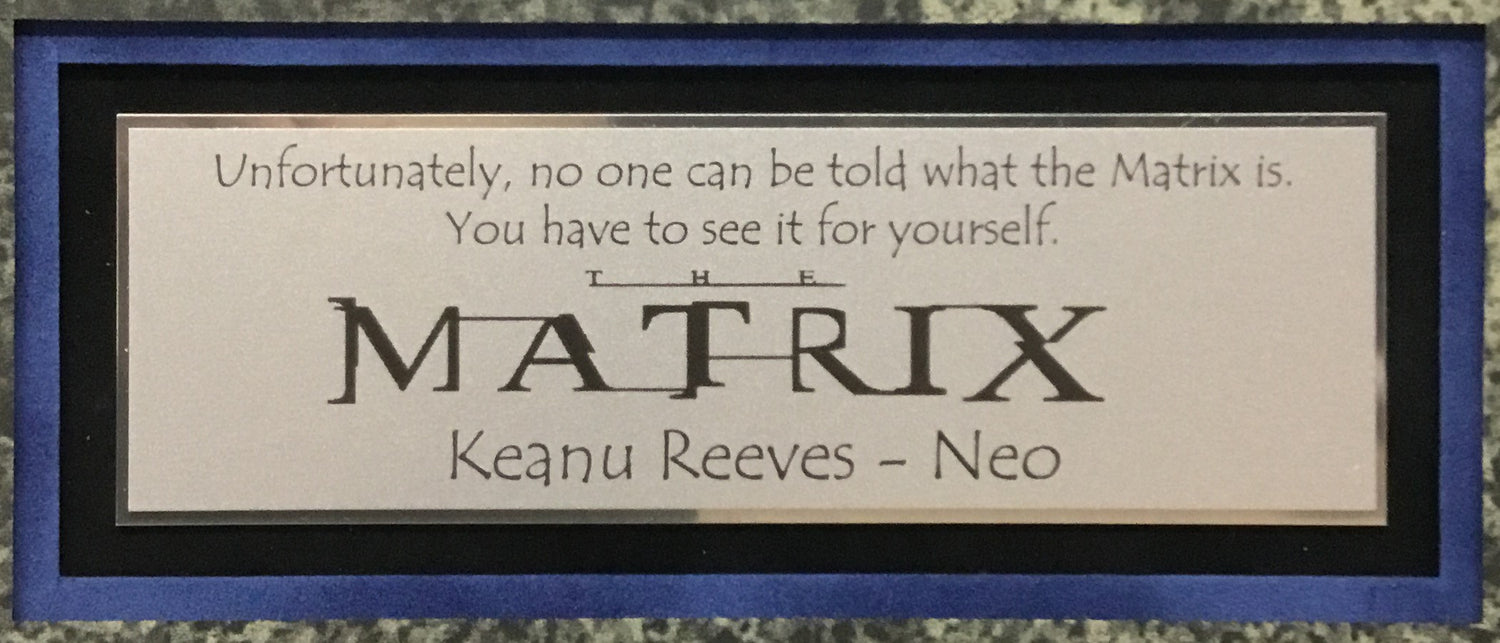 Unfortunately, no one can be told what the Matrix is.
You have to see it for yourself.
THE
MATRIX
Keanu Reeves - Neo